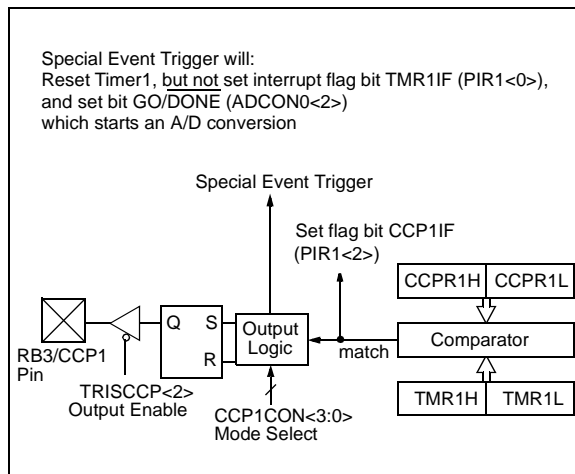 Special Event Trigger will:
Reset Timer1, but not set interrupt flag bit TMR1IF (PIR1<0>),
and set bit GO/DONE (ADCON0<2>)
which starts an A/D conversion
Special Event Trigger
Set flag bit CCP1IF
(PIR1<2>)
CCPR1H CCPR1L
Q S
R
Output
Logic
match
Comparator
RB3/CCP1
Pin
TRISCCP<2>
Output Enable
CCP1CON<3:0>
Mode Select
TMR1H TMR1L